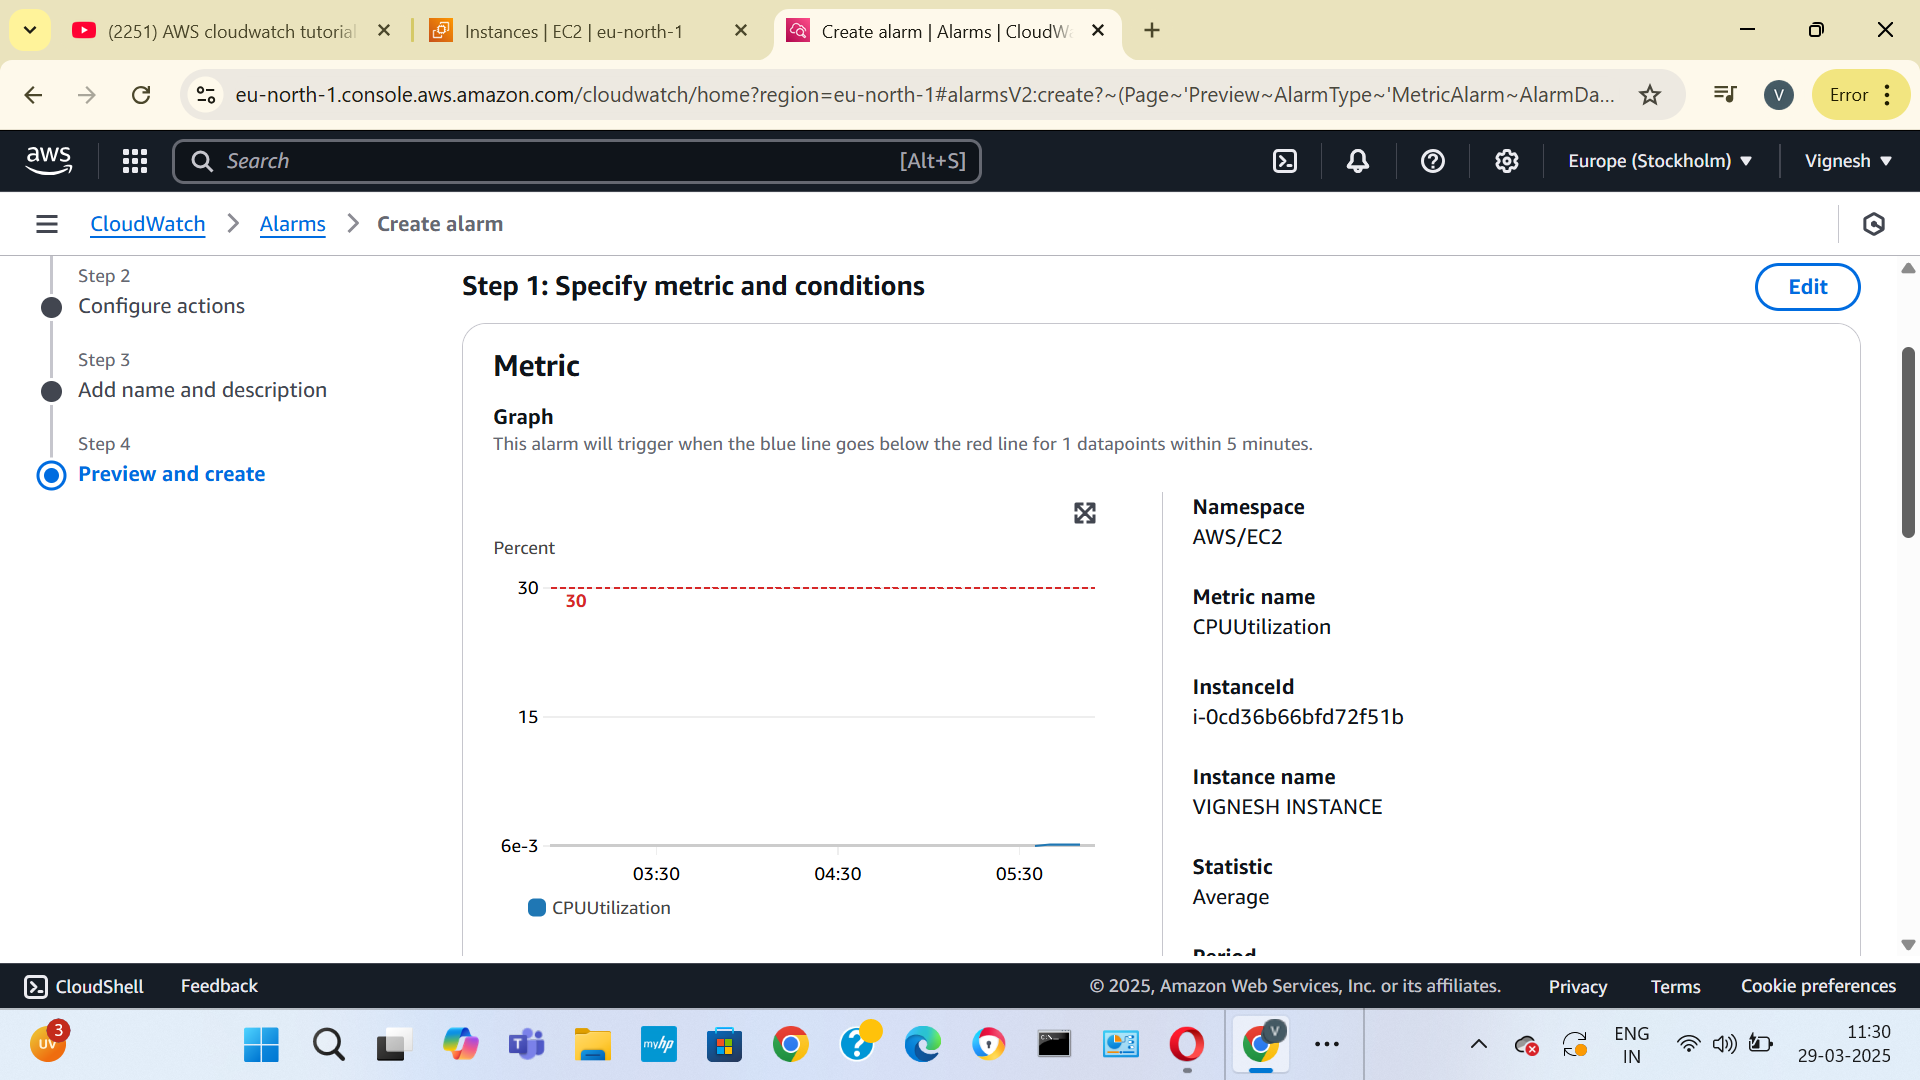 (2251) AWS cloudwatch tutorial
Instances | EC2 | eu-north-1
Create alarm | Alarms | CloudWa
eu-north-1.console.aws.amazon.com/cloudwatch/home?region=eu-north-1#alarmsV2:create?~(Page~'Preview~AlarmType~'MetricAlarm~AlarmDa...
V
Error
aws
Search
[Alt+S]
Europe (Stockholm)
Vignesh
CloudWatch
Alarms
Create alarm
Step 2
Configure actions
Step 3
Add name and description
Step 4
Preview and create
Step 1: Specify metric and conditions
Edit
Metric
Graph
This alarm will trigger when the blue line goes below the red line for 1 datapoints within 5 minutes.
Percent
30
30
15
6e-3
03:30
04:30
05:30
CPUUtilization
Namespace
AWS/EC2
Metric name
CPUUtilization
InstanceId
i-0cd36b66bfd72f51b
Instance name
VIGNESH INSTANCE
Statistic
Average
Period
CloudShell
Feedback
© 2025, Amazon Web Services, Inc. or its affiliates.
Privacy
Terms
Cookie preferences
UV
3
myhp
V
ENG
IN
11:30
29-03-2025